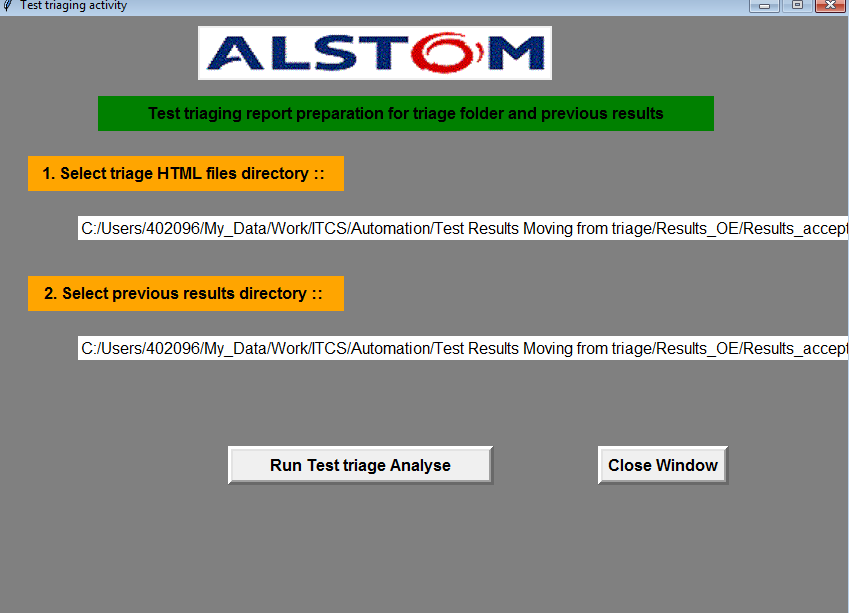 Test triaging activity
ALSTOM
Test triaging report preparation for triage folder and previous results
1. Select triage HTML files directory ::
C:/Users/402096/My_Data/Work/ITCS/Automation/Test Results Moving from triage/Results_OE/Results_accept
2. Select previous results directory ::
C:/Users/402096/My_Data/Work/ITCS/Automation/Test Results Moving from triage/Results_OE/Results_accept
Run Test triage Analyse
Close Window